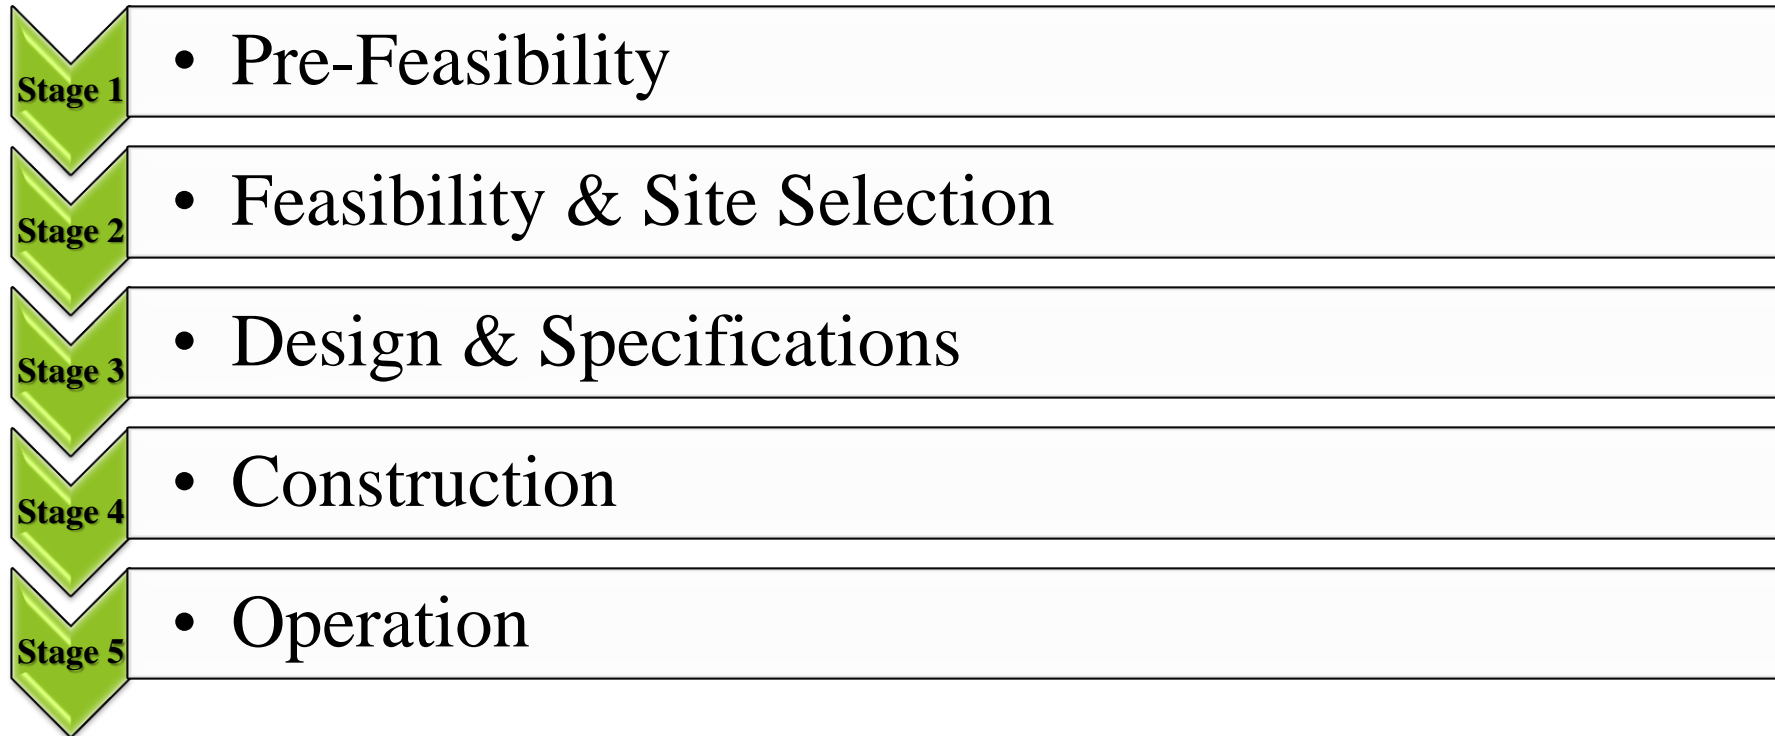 Stage 1
• Pre-Feasibility
Stage 2
• Feasibility & Site Selection
Stage 3
• Design & Specifications
Stage 4
• Construction
Stage 5
• Operation